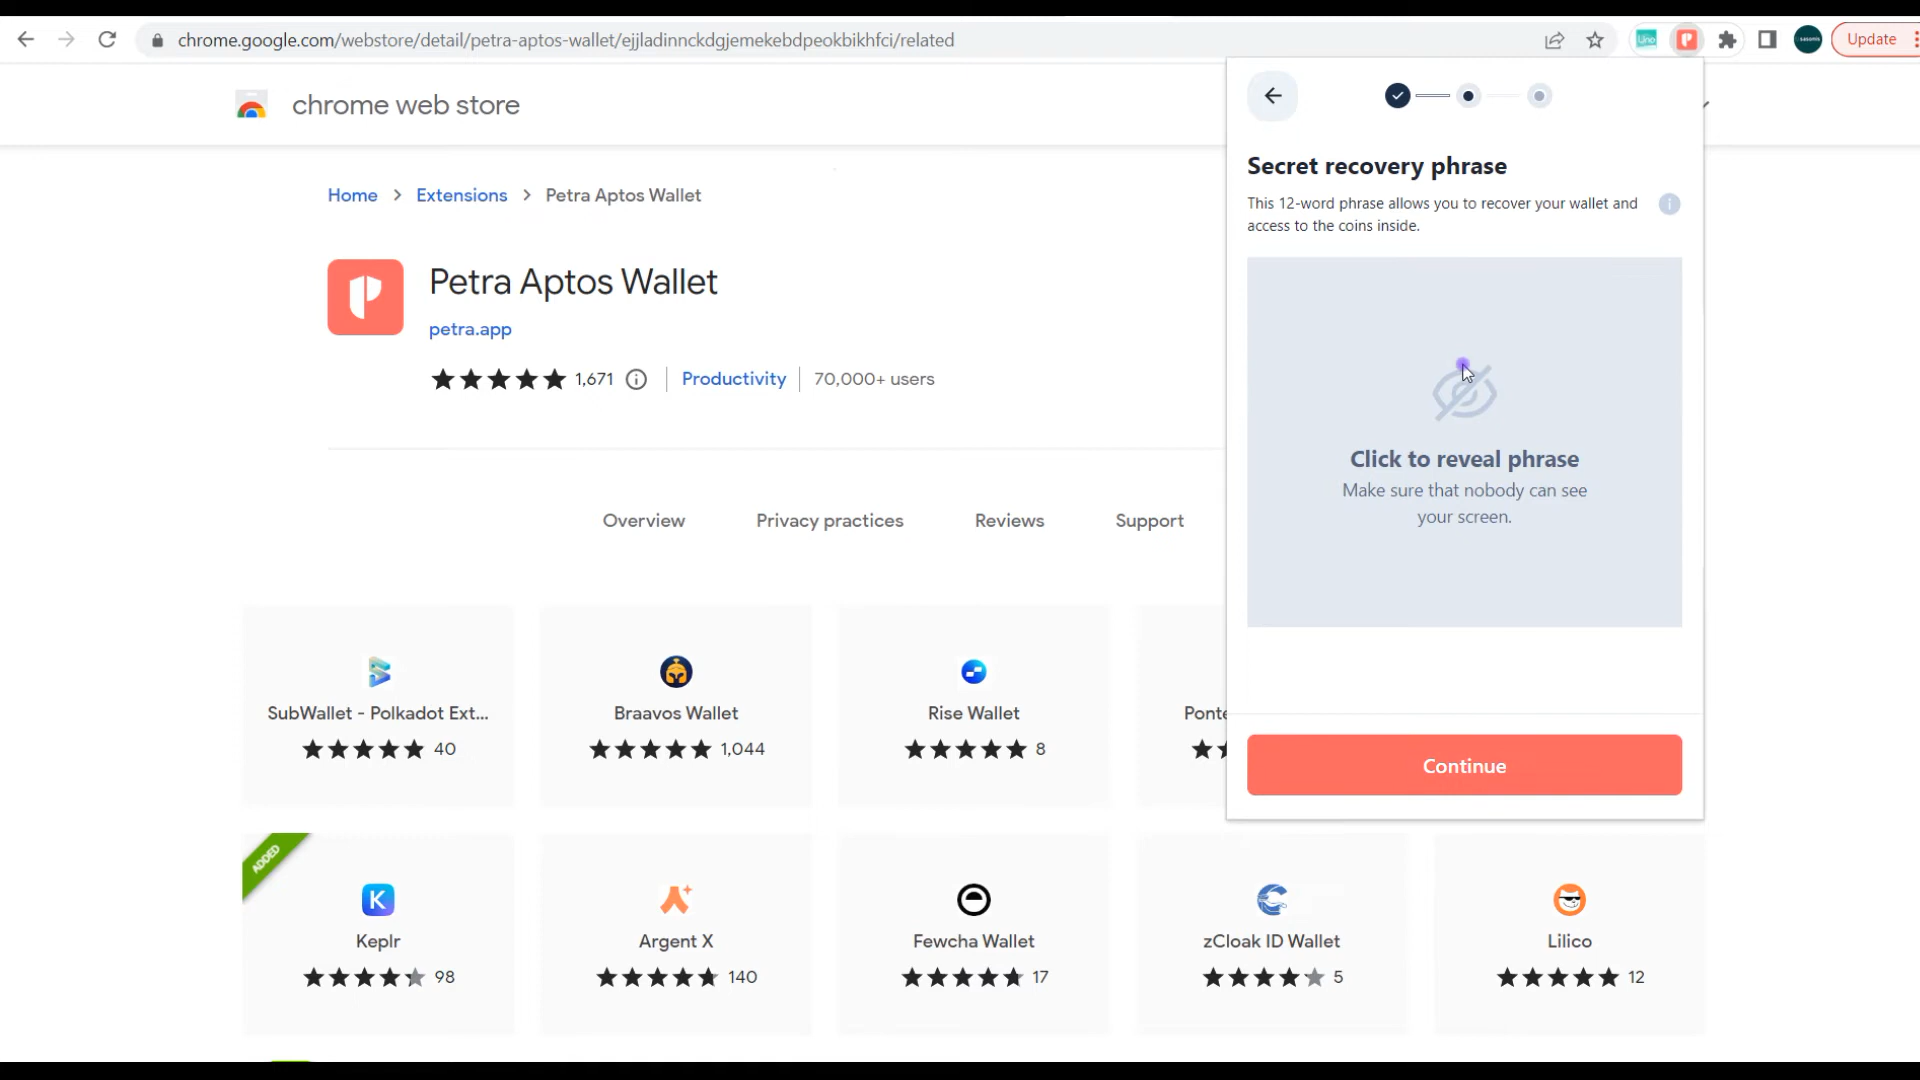 chrome.google.com/webstore/detail/petra-aptos-wallet/ejjladinnckdgjemekebdpeokbikhfci/related
Uno
sasomis
Update
chrome web store
Home
Extensions
Petra Aptos Wallet
Petra Aptos Wallet
petra.app
1,671
Productivity
70,000+ users
Overview
Privacy practices
Reviews
Support
SubWallet - Polkadot Ext...
40
Braavos Wallet
1,044
Rise Wallet
8
Ponte
ADDED
Keplr
98
Argent X
140
Fewcha Wallet
17
zCloak ID Wallet
5
Lilico
12
Secret recovery phrase
This 12-word phrase allows you to recover your wallet and
access to the coins inside.
Click to reveal phrase
Make sure that nobody can see
your screen.
Continue